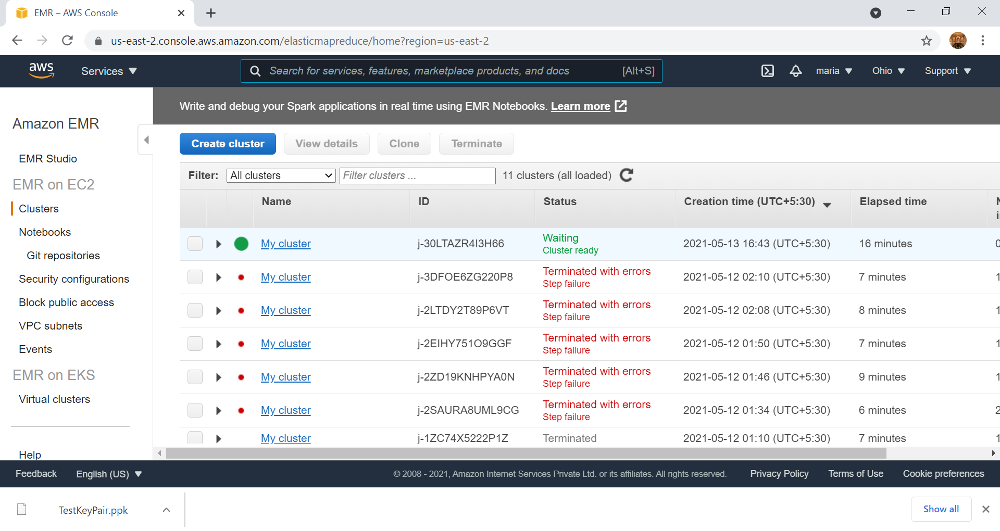 EMR – AWS Console
us-east-2.console.aws.amazon.com/elasticmapreduce/home?region=us-east-2
aws Services Search for services, features, marketplace products, and docs [Alt+S] maria Ohio Support
Write and debug your Spark applications in real time using EMR Notebooks. Learn more
Amazon EMR
EMR Studio
EMR on EC2
Clusters
Notebooks
Git repositories
Security configurations
Block public access
VPC subnets
Events
EMR on EKS
Virtual clusters
Help
Create cluster View details Clone Terminate
Filter: All clusters Filter clusters ... 11 clusters (all loaded)
Name ID Status Creation time (UTC+5:30) Elapsed time
My cluster j-30LTAZR4I3H66 Waiting 2021-05-13 16:43 (UTC+5:30) 16 minutes
Cluster ready
My cluster j-3DFOE6ZG220P8 Terminated with errors 2021-05-12 02:10 (UTC+5:30) 7 minutes
Step failure
My cluster j-2LTDY2T89P6VT Terminated with errors 2021-05-12 02:08 (UTC+5:30) 8 minutes
Step failure
My cluster j-2EIHY751O9GGF Terminated with errors 2021-05-12 01:50 (UTC+5:30) 7 minutes
Step failure
My cluster j-2ZD19KNHPYA0N Terminated with errors 2021-05-12 01:46 (UTC+5:30) 9 minutes
Step failure
My cluster j-2SAURA8UML9CG Terminated with errors 2021-05-12 01:34 (UTC+5:30) 6 minutes
Step failure
My cluster j-1ZC74X5222P1Z Terminated 2021-05-12 01:10 (UTC+5:30) 7 minutes
Feedback English (US) © 2008 - 2021, Amazon Internet Services Private Ltd. or its affiliates. All rights reserved. Privacy Policy Terms of Use Cookie preferences
TestKeyPair.ppk Show all